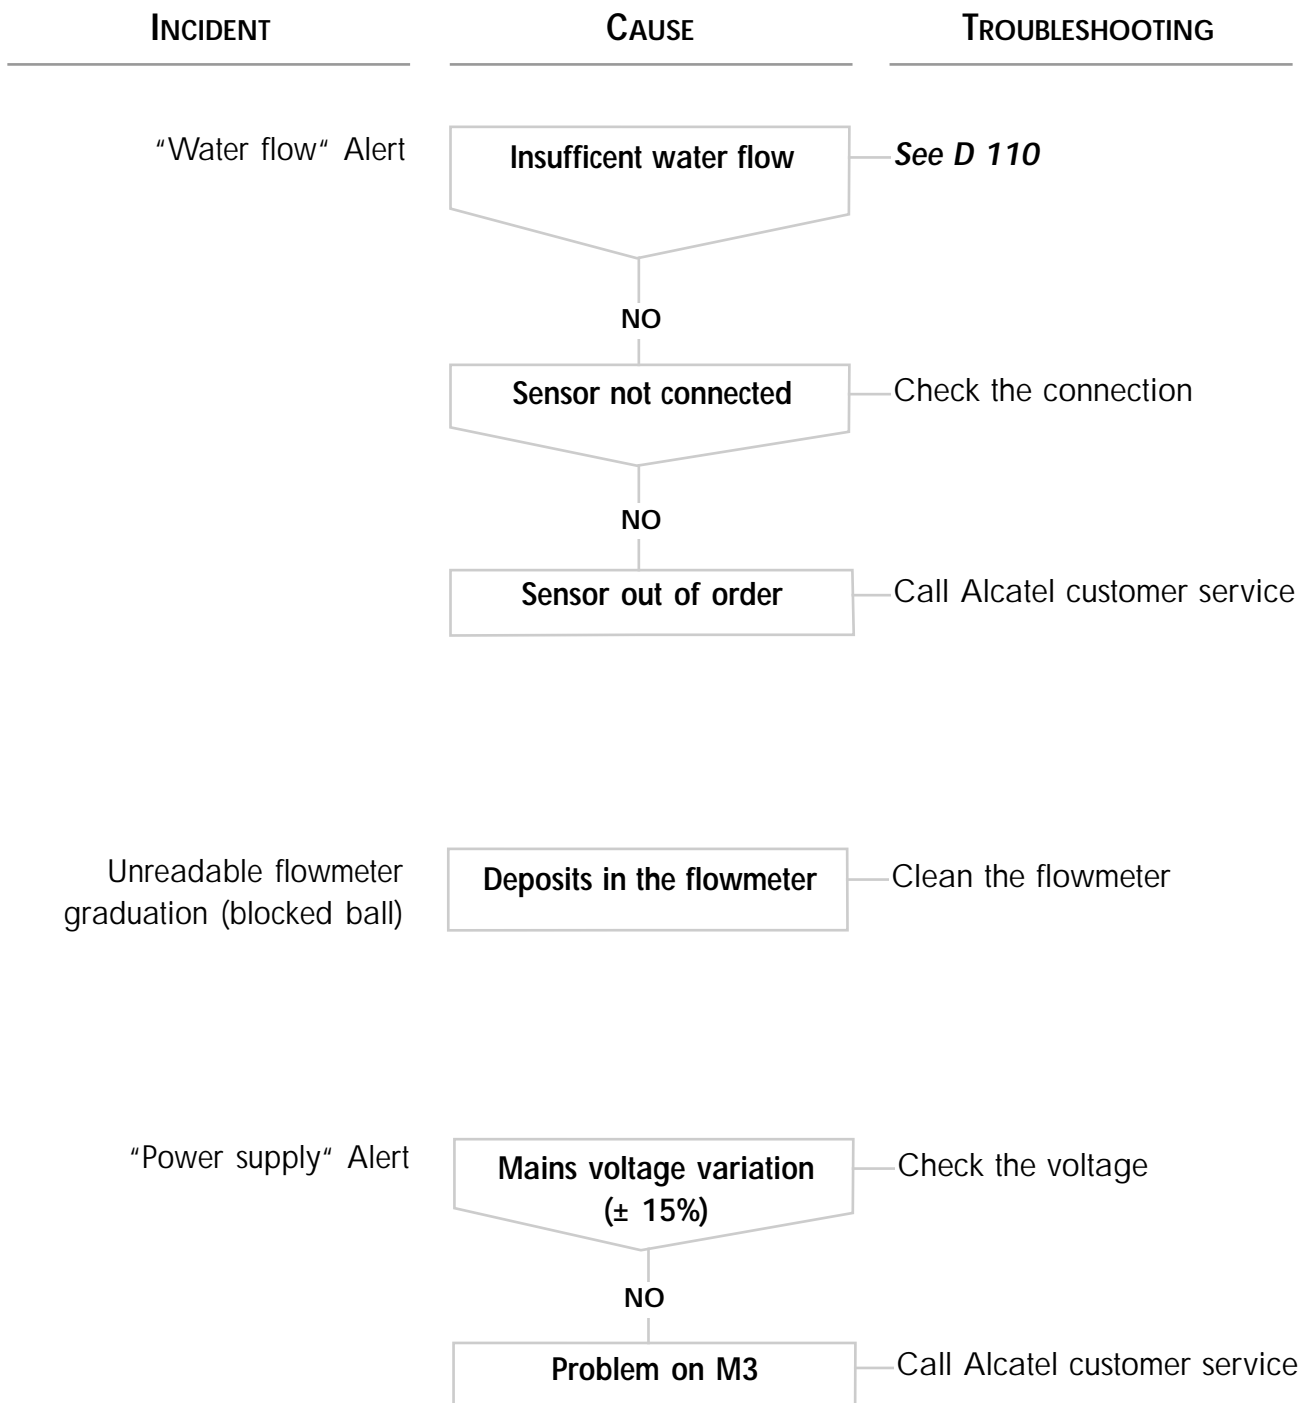 INCIDENT
CAUSE
TROUBLESHOOTING
"Water flow" Alert
Insufficent water flow
See D 110
NO
Sensor not connected
Check the connection
NO
Sensor out of order
Call Alcatel customer service
Unreadable flowmeter
graduation (blocked ball)
Deposits in the flowmeter
Clean the flowmeter
"Power supply" Alert
Mains voltage variation
(± 15%)
Check the voltage
NO
Problem on M3
Call Alcatel customer service